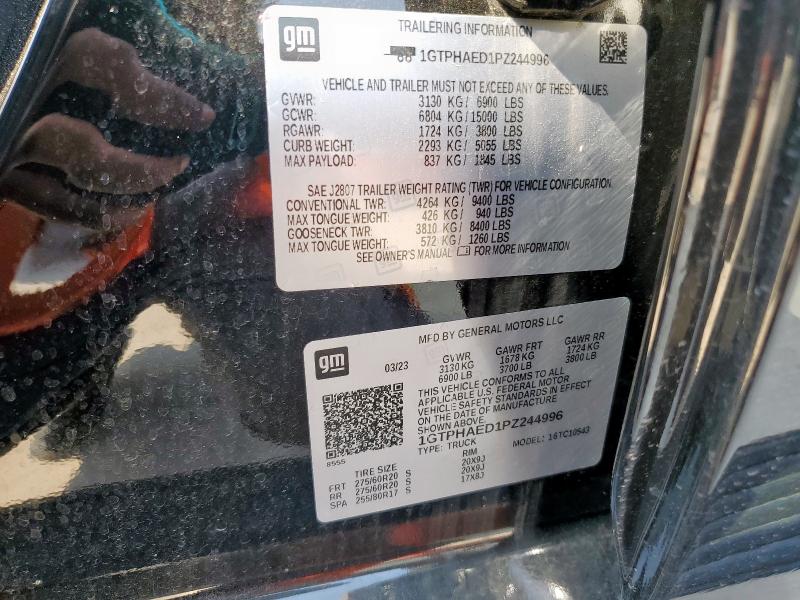 gm
TRAILERING INFORMATION
1GTPHAED1PZ244996
VEHICLE AND TRAILER MUST NOT EXCEED ANY OF THESE VALUES.
GVWR: 3130 KG/ 6900 LBS
GCWR: 6804 KG/15000 LBS
RGAWR: 1724 KG/ 3800 LBS
CURB WEIGHT: 2293 KG/ 5055 LBS
MAX PAYLOAD: 837 KG/ 1845 LBS
SAE J2807 TRAILER WEIGHT RATING (TWR) FOR VEHICLE CONFIGURATION.
CONVENTIONAL TWR: 4264 KG/ 9400 LBS
MAX TONGUE WEIGHT: 426 KG/ 940 LBS
GOOSENECK TWR: 3810 KG/ 8400 LBS
MAX TONGUE WEIGHT: 572 KG/ 1260 LBS
SEE OWNER'S MANUAL FOR MORE INFORMATION
gm
MFD BY GENERAL MOTORS LLC
03/23 GVWR GAWR FRT GAWR RR
3130KG 1678 KG 1724 KG
6900 LB 3700 LB 3800 LB
THIS VEHICLE CONFORMS TO ALL
APPLICABLE U.S. FEDERAL MOTOR
VEHICLE SAFETY STANDARDS IN EFFECT
ON THE DATE OF MANUFACTURE
SHOWN ABOVE.
1GTPHAED1PZ244996
8555 TYPE: TRUCK MODEL: 16TC10543
TIRE SIZE RIM
FRT 275/60R20 S 20X9J
RR 275/60R20 S 20X9J
SPA 255/80R17 S 17X8J